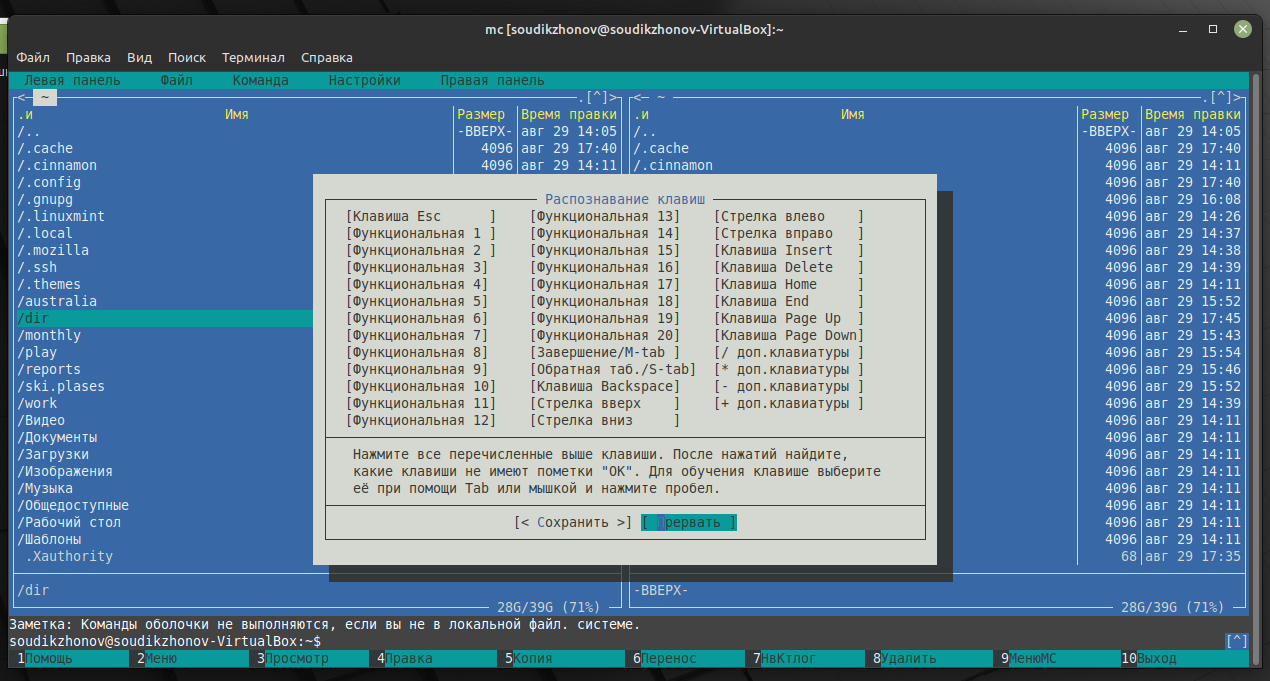 mc [soudikzhonov@soudikzhonov-VirtualBox]:~
Файл Правка Вид Поиск Терминал Справка
Левая панель Файл Команда Настройки Правая панель
<─ ~ .[^]>
.и Имя Размер Время правки
/.. -ВВЕРХ- авг 29 14:05
/.cache 4096 авг 29 17:40
/.cinnamon 4096 авг 29 14:11
/.config
/.gnupg
/.linuxmint
/.local
/.mozilla
/.ssh
/.themes
/australia
/dir
/monthly
/play
/reports
/ski.plases
/work
/Видео
/Документы
/Загрузки
/Изображения
/Музыка
/Общедоступные
/Рабочий стол
/Шаблоны
.Xauthority
/dir
28G/39G (71%)
<─ ~ .[^]>
.и Имя Размер Время правки
/.. -ВВЕРХ- авг 29 14:05
/.cache 4096 авг 29 17:40
/.cinnamon 4096 авг 29 14:11
4096 авг 29 17:40
4096 авг 29 16:08
4096 авг 29 14:26
4096 авг 29 14:37
4096 авг 29 14:38
4096 авг 29 14:39
4096 авг 29 14:11
4096 авг 29 15:52
4096 авг 29 17:45
4096 авг 29 15:43
4096 авг 29 15:54
4096 авг 29 15:46
4096 авг 29 15:52
4096 авг 29 14:39
4096 авг 29 14:11
4096 авг 29 14:11
4096 авг 29 14:11
4096 авг 29 14:11
4096 авг 29 14:11
4096 авг 29 14:11
4096 авг 29 14:11
4096 авг 29 14:11
68 авг 29 17:35
-ВВЕРХ-
28G/39G (71%)
Распознавание клавиш
[Клавиша Esc ] [Функциональная 13] [Стрелка влево ]
[Функциональная 1 ] [Функциональная 14] [Стрелка вправо ]
[Функциональная 2 ] [Функциональная 15] [Клавиша Insert ]
[Функциональная 3] [Функциональная 16] [Клавиша Delete ]
[Функциональная 4] [Функциональная 17] [Клавиша Home ]
[Функциональная 5] [Функциональная 18] [Клавиша End ]
[Функциональная 6] [Функциональная 19] [Клавиша Page Up ]
[Функциональная 7] [Функциональная 20] [Клавиша Page Down]
[Функциональная 8] [Завершение/M-tab ] [/ доп.клавиатуры ]
[Функциональная 9] [Обратная таб./S-tab] [* доп.клавиатуры ]
[Функциональная 10] [Клавиша Backspace] [- доп.клавиатуры ]
[Функциональная 11] [Стрелка вверх ] [+ доп.клавиатуры ]
[Функциональная 12] [Стрелка вниз ]
Нажмите все перечисленные выше клавиши. После нажатий найдите,
какие клавиши не имеют пометки "OK". Для обучения клавише выберите
её при помощи Tab или мышкой и нажмите пробел.
[< Сохранить >] [ Прервать ]
Заметка: Команды оболочки не выполняются, если вы не в локальной файл. системе.
soudikzhonov@soudikzhonov-VirtualBox:~$ [^]
1Помощь 2Меню 3Просмотр 4Правка 5Копия 6Перенос 7НвКтлог 8Удалить 9МенюMC 10Выход